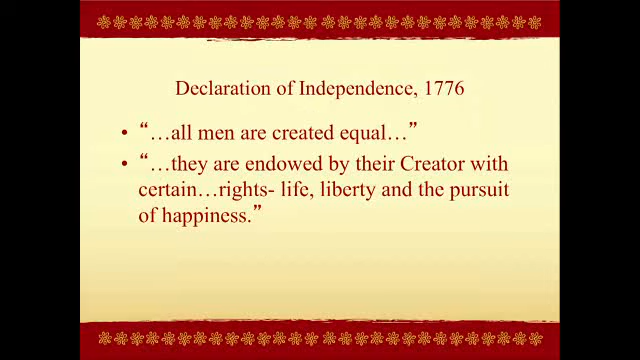 Declaration of Independence, 1776
• “…all men are created equal…”
• “…they are endowed by their Creator with
certain…rights- life, liberty and the pursuit
of happiness.”